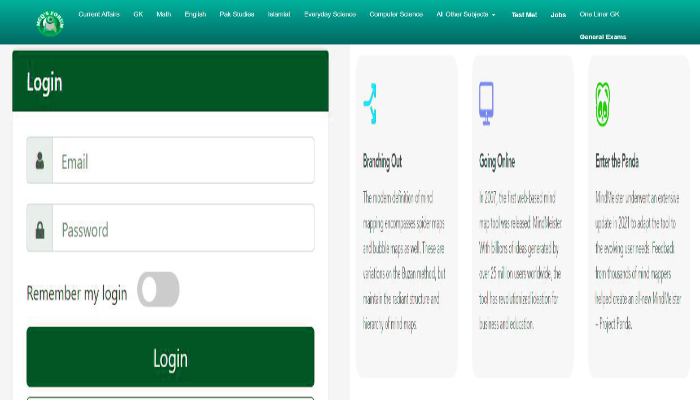 MCQ'S FORUM
Current Affairs GK Math English Pak Studies Islamiat Everyday Science Computer Science All Other Subjects Test Me! Jobs One Liner GK
General Exams
Login
Email
Password
Remember my login
Login
Branching Out
The modern definition of mind
mapping encompasses spider maps
and bubble maps as well. These are
variations on the Buzan method, but
maintain the radiant structure and
hierarchy of mind maps.
Going Online
In 2007, the first web-based mind
map tool was released: MindMeister.
With billions of ideas generated by
over 25 million users worldwide, the
tool has revolutionized ideation for
business and education.
Enter the Panda
MindMeister underwent an extensive
update in 2021 to adapt the tool to
the evolving user needs. Feedback
from thousands of mind mappers
helped create an all-new MindMeister
– Project Panda.